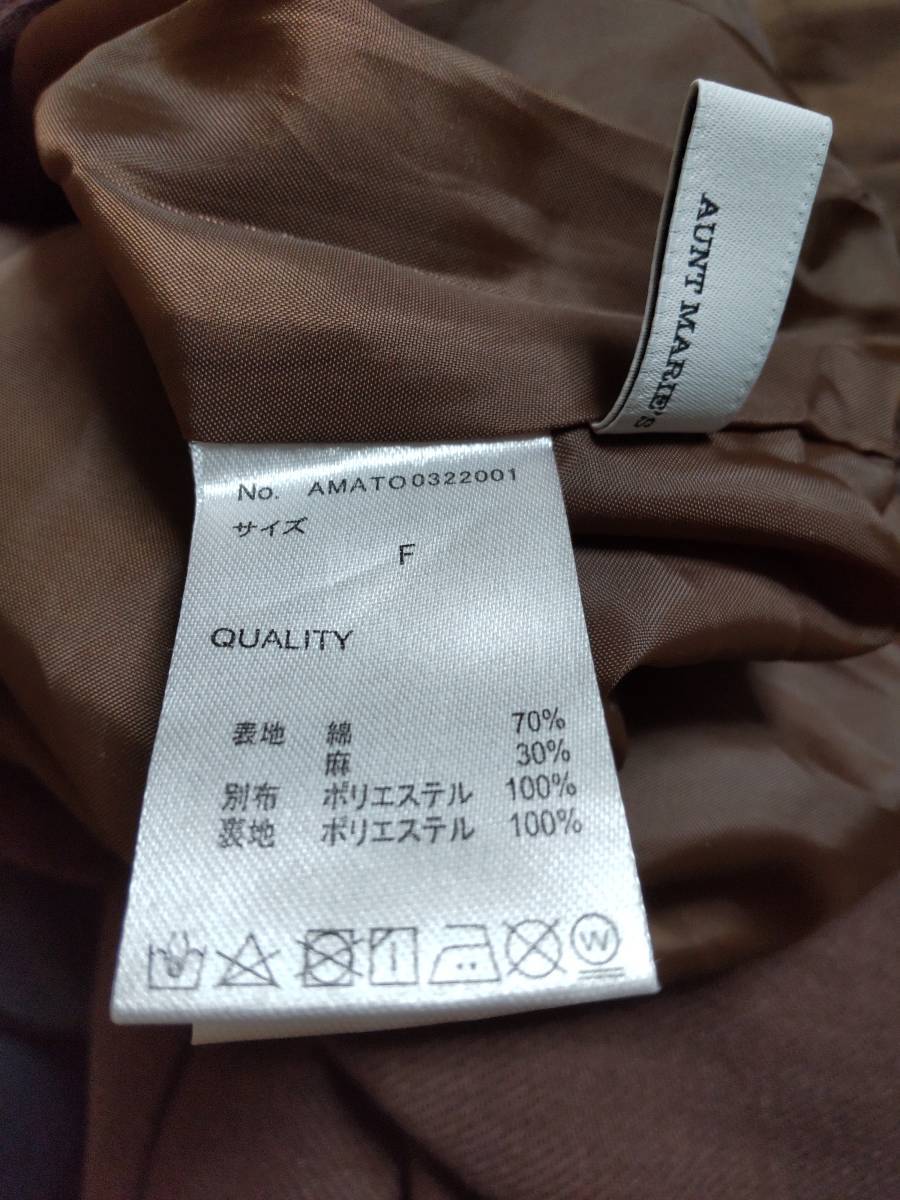 AUNT MARIE'S
No. AMATO0322001
サイズ
F
QUALITY
表地 綿 70%
麻 30%
別布 ポリエステル 100%
裏地 ポリエステル 100%
W